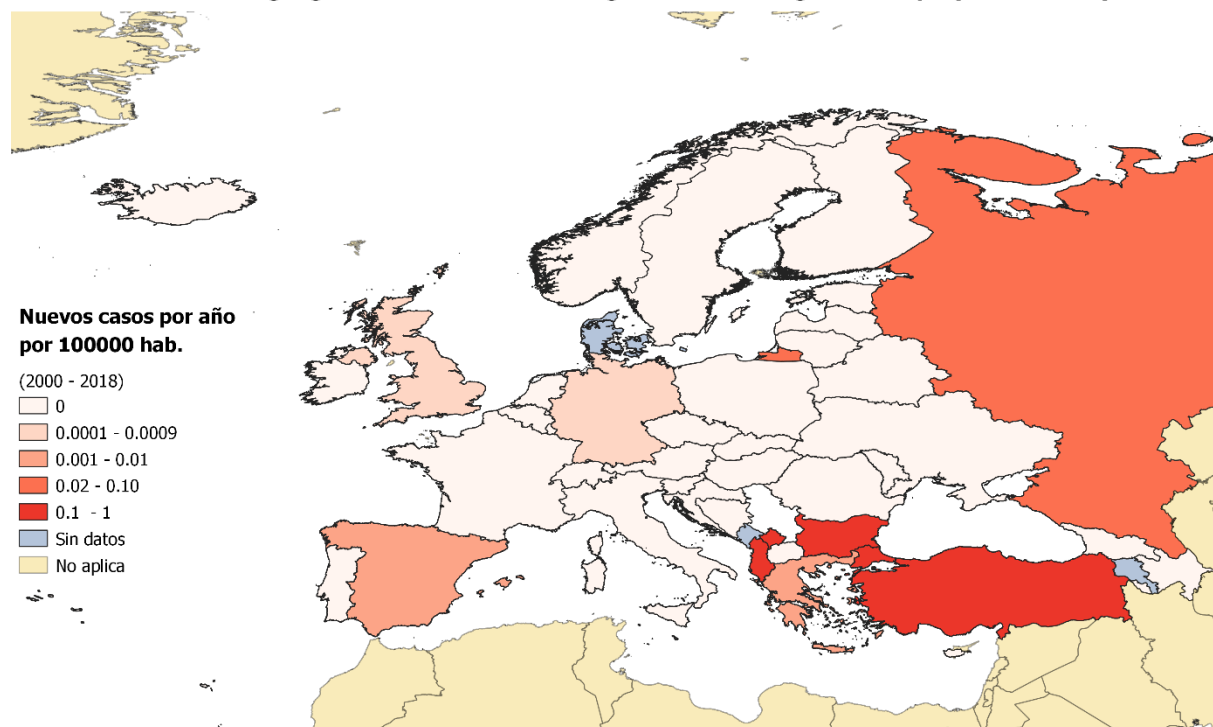 Nuevos casos por año
por 100000 hab.
(2000 - 2018)
0
0.0001 - 0.0009
0.001 - 0.01
0.02 - 0.10
0.1 - 1
Sin datos
No aplica